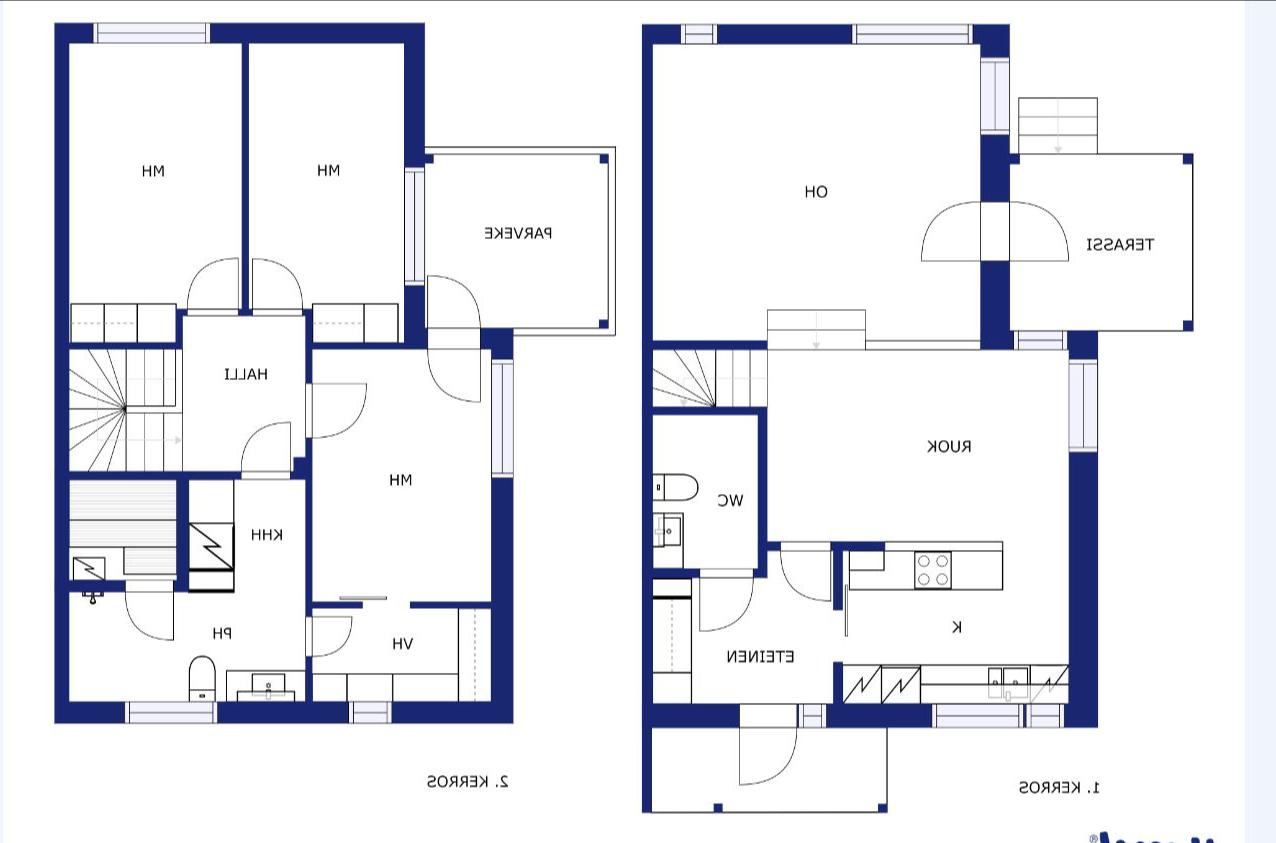 MH
MH
PARVEKE
HALLI
MH
KHH
PH
VH
2. KERROS
OH
TERASSI
RUOK
WC
K
ETEINEN
1. KERROS
®